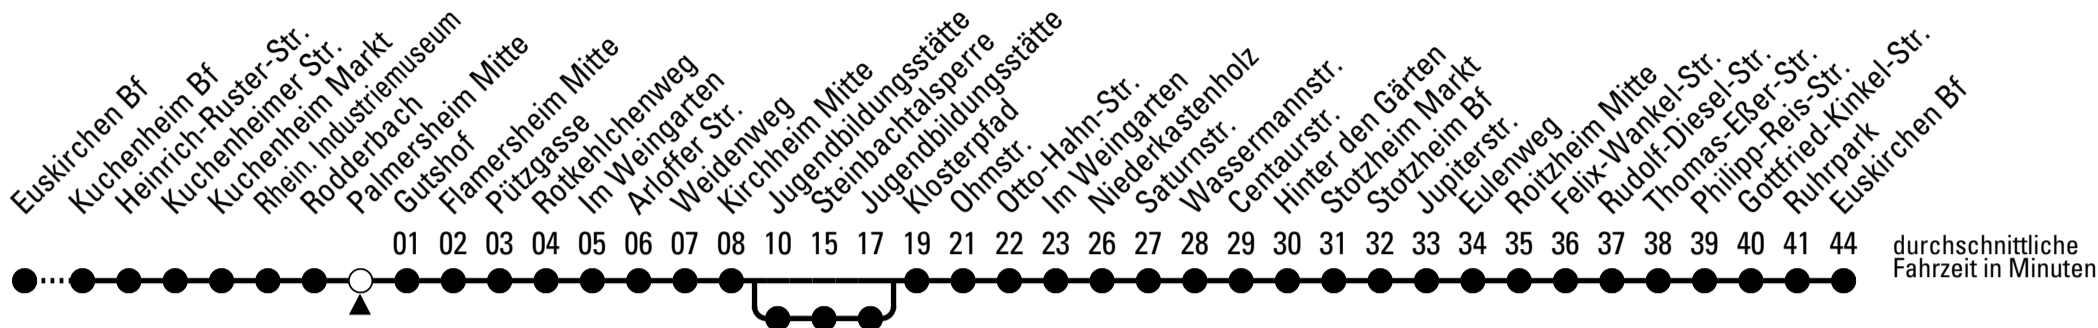 Euskirchen Bf
Kuchenheim Bf
Heinrich-Ruster-Str.
Kuchenheimer Str.
Kuchenheim Markt
Rhein. Industriemuseum
Rodderbach
Palmersheim Mitte
Gutshof
Flamersheim Mitte
Pützgasse
Rotkehlchenweg
Im Weingarten
Arloffer Str.
Weidenweg
Kirchheim Mitte
Jugendbildungsstätte
Steinbachtalsperre
Jugendbildungsstätte
Klosterpfad
Ohmstr.
Otto-Hahn-Str.
Im Weingarten
Niederkastenholz
Saturnstr.
Wassermannstr.
Centaurstr.
Hinter den Gärten
Stotzheim Markt
Stotzheim Bf
Jupiterstr.
Eulenweg
Roitzheim Mitte
Felix-Wankel-Str.
Rudolf-Diesel-Str.
Thomas-Eßer-Str.
Philipp-Reis-Str.
Gottfried-Kinkel-Str.
Ruhrpark
Euskirchen Bf
01 02 03 04 05 06 07 08 10 15 17 19 21 22 23 26 27 28 29 30 31 32 33 34 35 36 37 38 39 40 41 44
durchschnittliche
Fahrzeit in Minuten